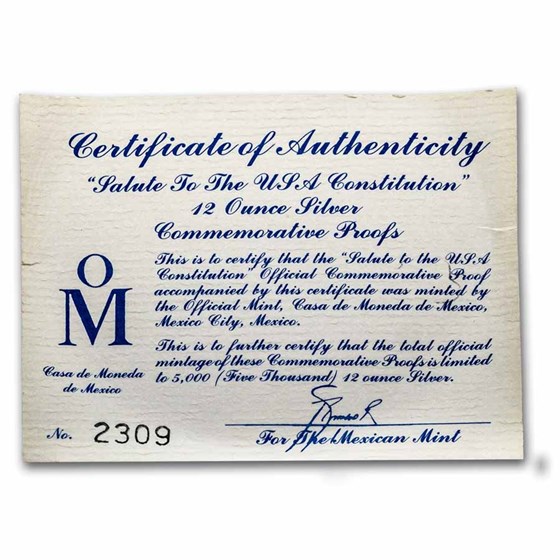 Certificate of Authenticity
"Salute To The USA Constitution"
12 Ounce Silver
Commemorative Proofs
This is to certify that the "Salute to the U.S.A
Constitution" Official Commemorative Proof
accompanied by this certificate was minted by
the Official Mint, Casa de Moneda de Mexico,
Mexico City, Mexico.
This is to further certify that the total official
mintage of these Commemorative Proofs is limited
to 5,000 (Five Thousand) 12 ounce Silver.
O
M
Casa de Moneda
de Mexico
No. 2309
For The Mexican Mint